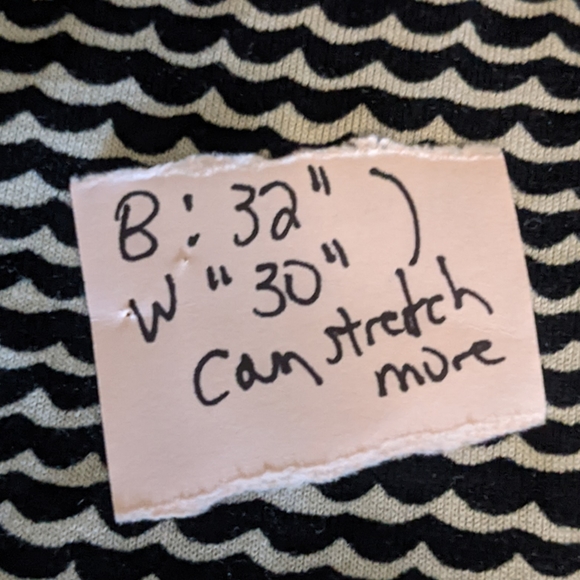 B: 32" )
W " 30"
Can stretch
more